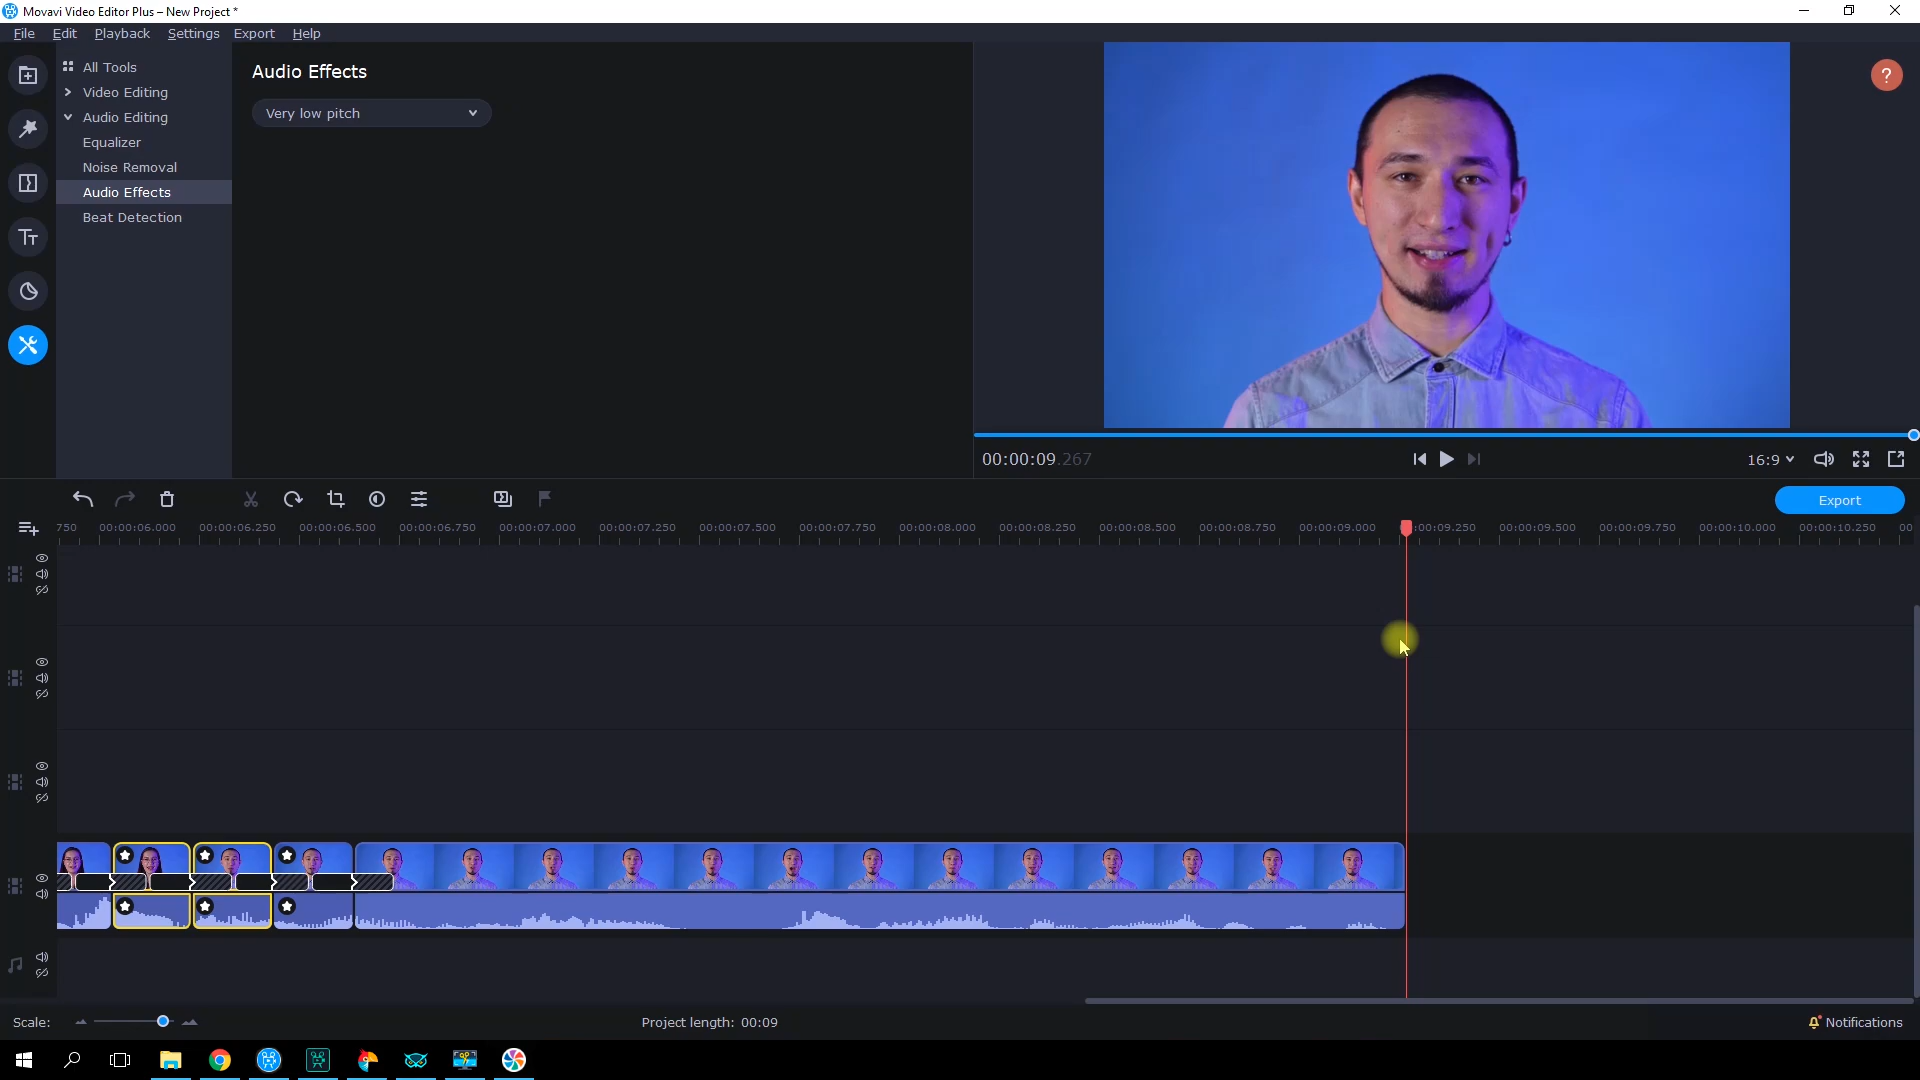 Movavi Video Editor Plus – New Project *
File Edit Playback Settings Export Help
All Tools
Video Editing
Audio Editing
Equalizer
Noise Removal
Audio Effects
Beat Detection
Audio Effects
Very low pitch
?
00:00:09.267
16:9
Export
750 00:00:06.000 00:00:06.250 00:00:06.500 00:00:06.750 00:00:07.000 00:00:07.250 00:00:07.500 00:00:07.750 00:00:08.000 00:00:08.250 00:00:08.500 00:00:08.750 00:00:09.000 :00:09.250 00:00:09.500 00:00:09.750 00:00:10.000 00:00:10.250 00
Scale:
Project length: 00:09
Notifications